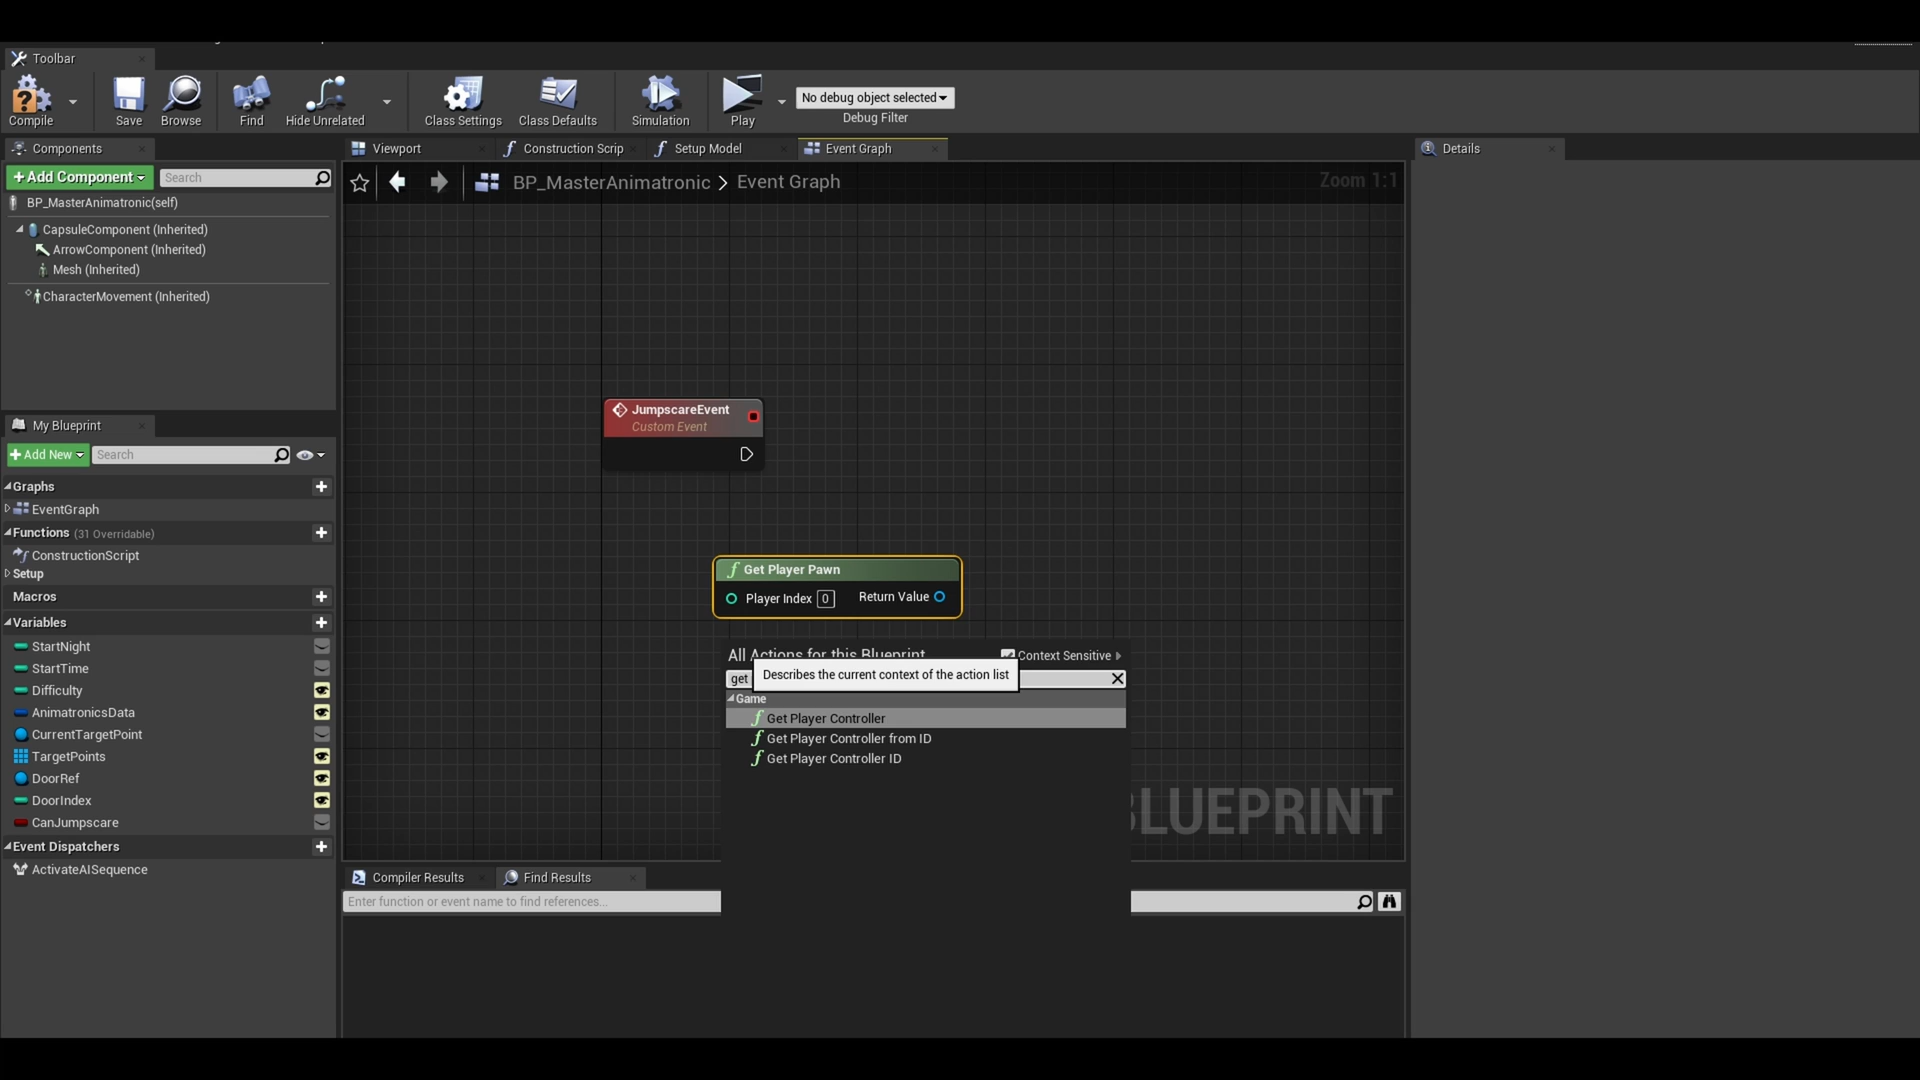 Toolbar
Compile
Save
Browse
Find
Hide Unrelated
Class Settings
Class Defaults
Simulation
Play
No debug object selected
Debug Filter
Components
Viewport
Construction Scrip
Setup Model
Event Graph
Details
+Add Component
Search
BP_MasterAnimatronic > Event Graph
Zoom 1:1
BP_MasterAnimatronic(self)
CapsuleComponent (Inherited)
ArrowComponent (Inherited)
Mesh (Inherited)
CharacterMovement (Inherited)
JumpscareEvent
Custom Event
My Blueprint
+Add New
Search
Graphs
EventGraph
Functions (31 Overridable)
ConstructionScript
Setup
Macros
Variables
StartNight
StartTime
Difficulty
AnimatronicsData
CurrentTargetPoint
TargetPoints
DoorRef
DoorIndex
CanJumpscare
Event Dispatchers
ActivateAISequence
Get Player Pawn
Player Index 0
Return Value
All Actions for this Blueprint
Context Sensitive
get
Describes the current context of the action list
Game
Get Player Controller
Get Player Controller from ID
Get Player Controller ID
BLUEPRINT
Compiler Results
Find Results
Enter function or event name to find references...